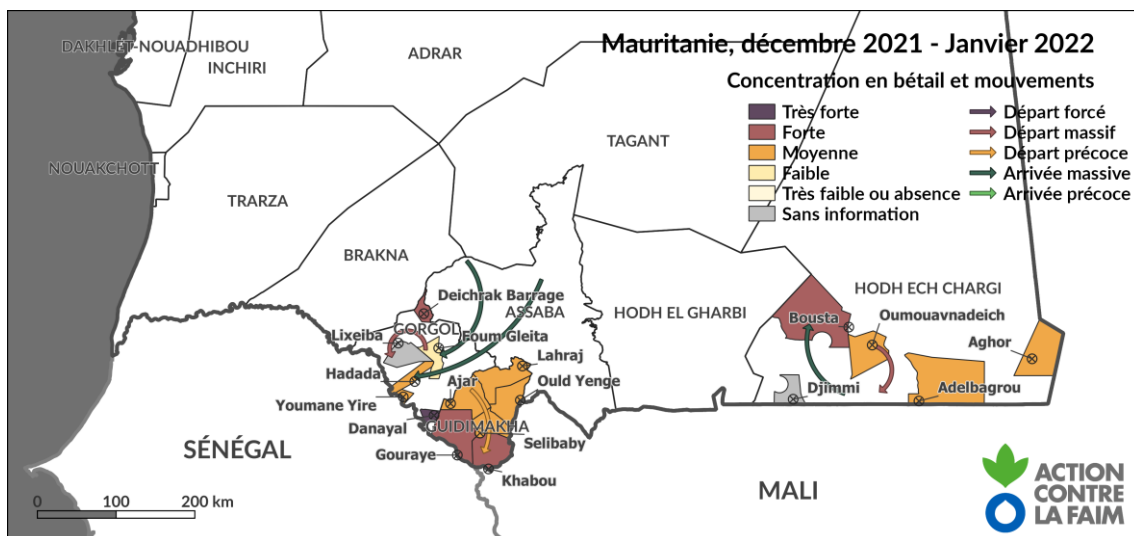 Mauritanie, décembre 2021 - Janvier 2022
Concentration en bétail et mouvements
Très forte
Forte
Moyenne
Faible
Très faible ou absence
Sans information
Départ forcé
Départ massif
Départ précoce
Arrivée massive
Arrivée précoce
DAKHLET-NOUADHIBOU
INCHIRI
ADRAR
TAGANT
NOUAKCHOTT
TRARZA
BRAKNA
Deichrak Barrage
ASSABA
HODH EL GHARBI
HODH ECH CHARGI
Bousta
Oumouavnadeich
Aghor
Lixeiba
GORGOL
Foum Gleita
Lahraj
Hadada
Ajar
Ould Yenge
Djimmi
Adelbagrou
Youmane Yire
Danayal
GUIDIMAKHA
Selibaby
SÉNÉGAL
Gouraye
Khabou
MALI
0 100 200 km
ACTION
CONTRE
LA FAIM